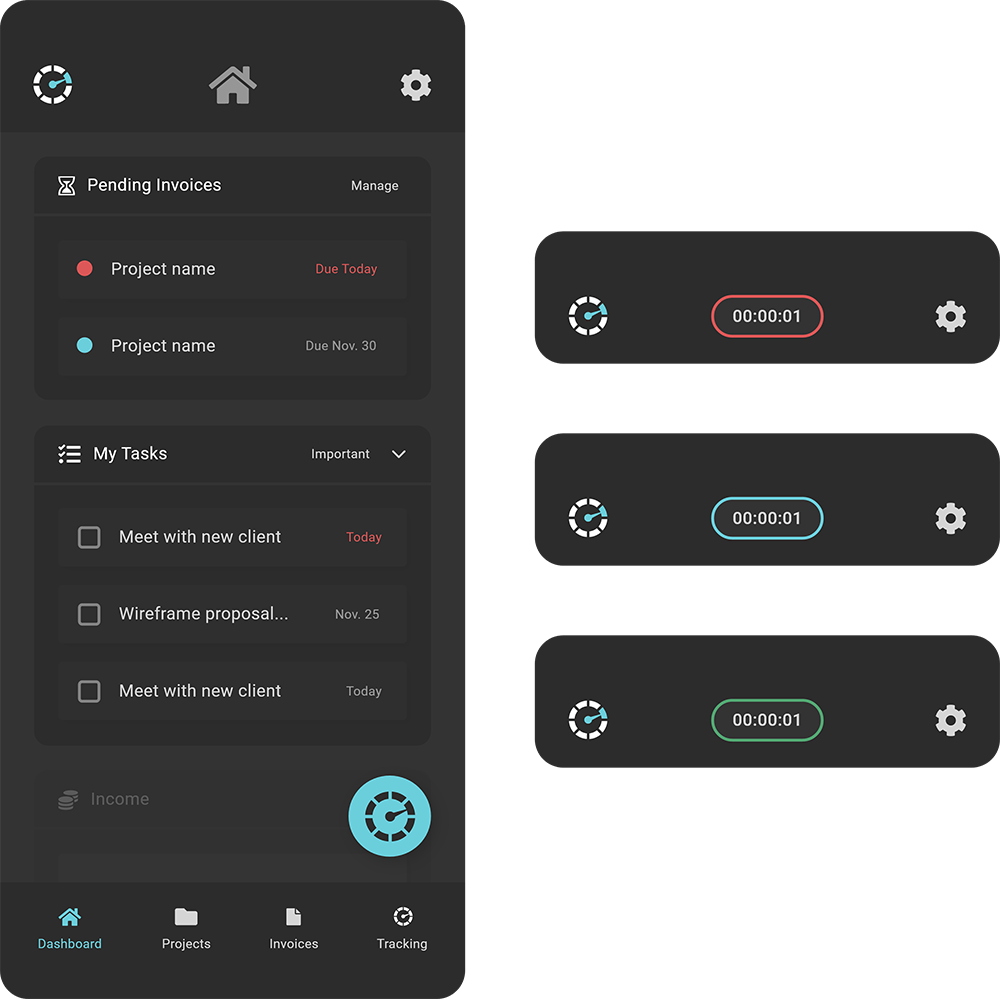 Pending Invoices Manage
Project name Due Today
Project name Due Nov. 30
My Tasks Important
Meet with new client Today
Wireframe proposal... Nov. 25
Meet with new client Today
Income
Dashboard Projects Invoices Tracking
00:00:01
00:00:01
00:00:01